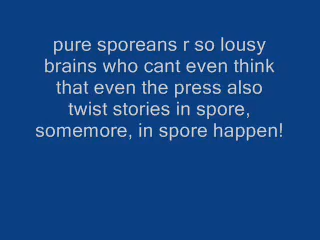 pure sporeans r so lousy
brains who cant even think
that even the press also
twist stories in spore,
somemore, in spore happen!